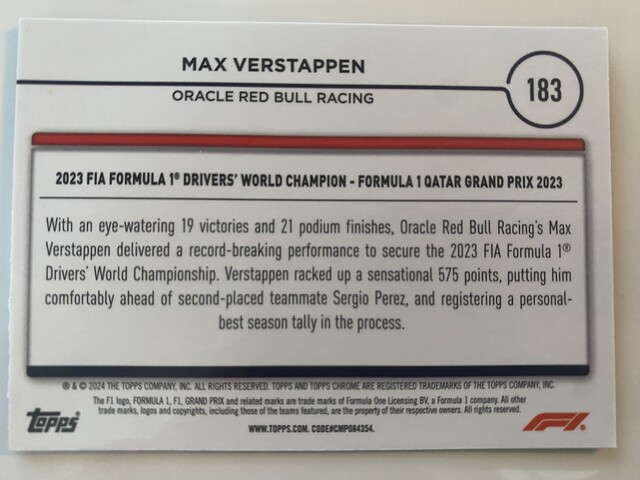 MAX VERSTAPPEN
ORACLE RED BULL RACING
183
2023 FIA FORMULA 1® DRIVERS' WORLD CHAMPION - FORMULA 1 QATAR GRAND PRIX 2023
With an eye-watering 19 victories and 21 podium finishes, Oracle Red Bull Racing's Max
Verstappen delivered a record-breaking performance to secure the 2023 FIA Formula 1®
Drivers' World Championship. Verstappen racked up a sensational 575 points, putting him
comfortably ahead of second-placed teammate Sergio Perez, and registering a personal-
best season tally in the process.
® & © 2024 THE TOPPS COMPANY, INC. ALL RIGHTS RESERVED. TOPPS AND TOPPS CHROME ARE REGISTERED TRADEMARKS OF THE TOPPS COMPANY, INC.
The F1 logo, FORMULA 1, F1, GRAND PRIX and related marks are trade marks of Formula One Licensing BV, a Formula 1 company. All other
trade marks, logos and copyrights, including those of the teams featured, are the property of their respective owners. All rights reserved.
Topps
WWW.TOPPS.COM. CODE#CMP084354.
F1